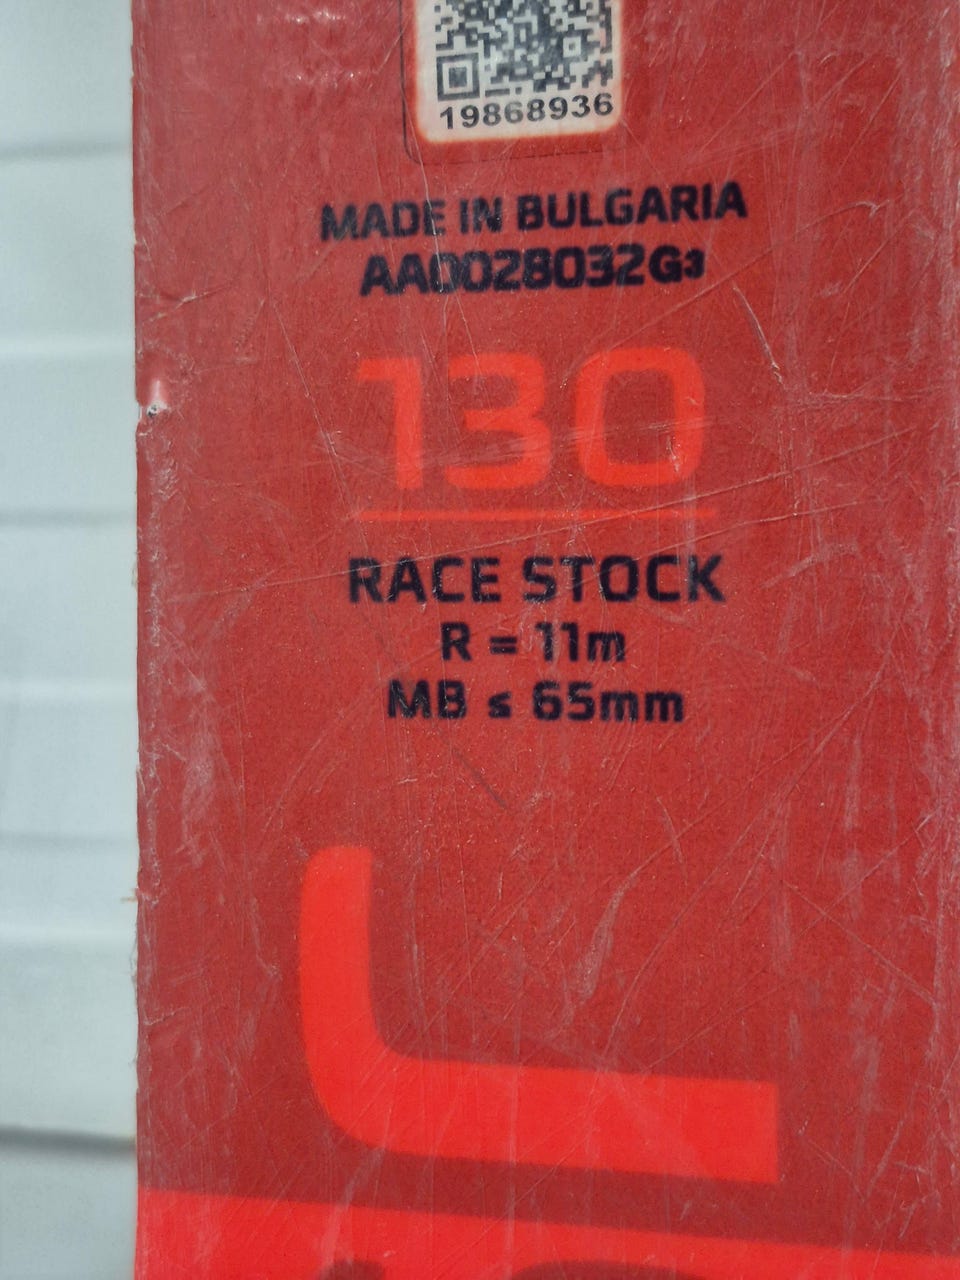 19868936
MADE IN BULGARIA
AA0028032G3
130
RACE STOCK
R = 11m
MB ≤ 65mm